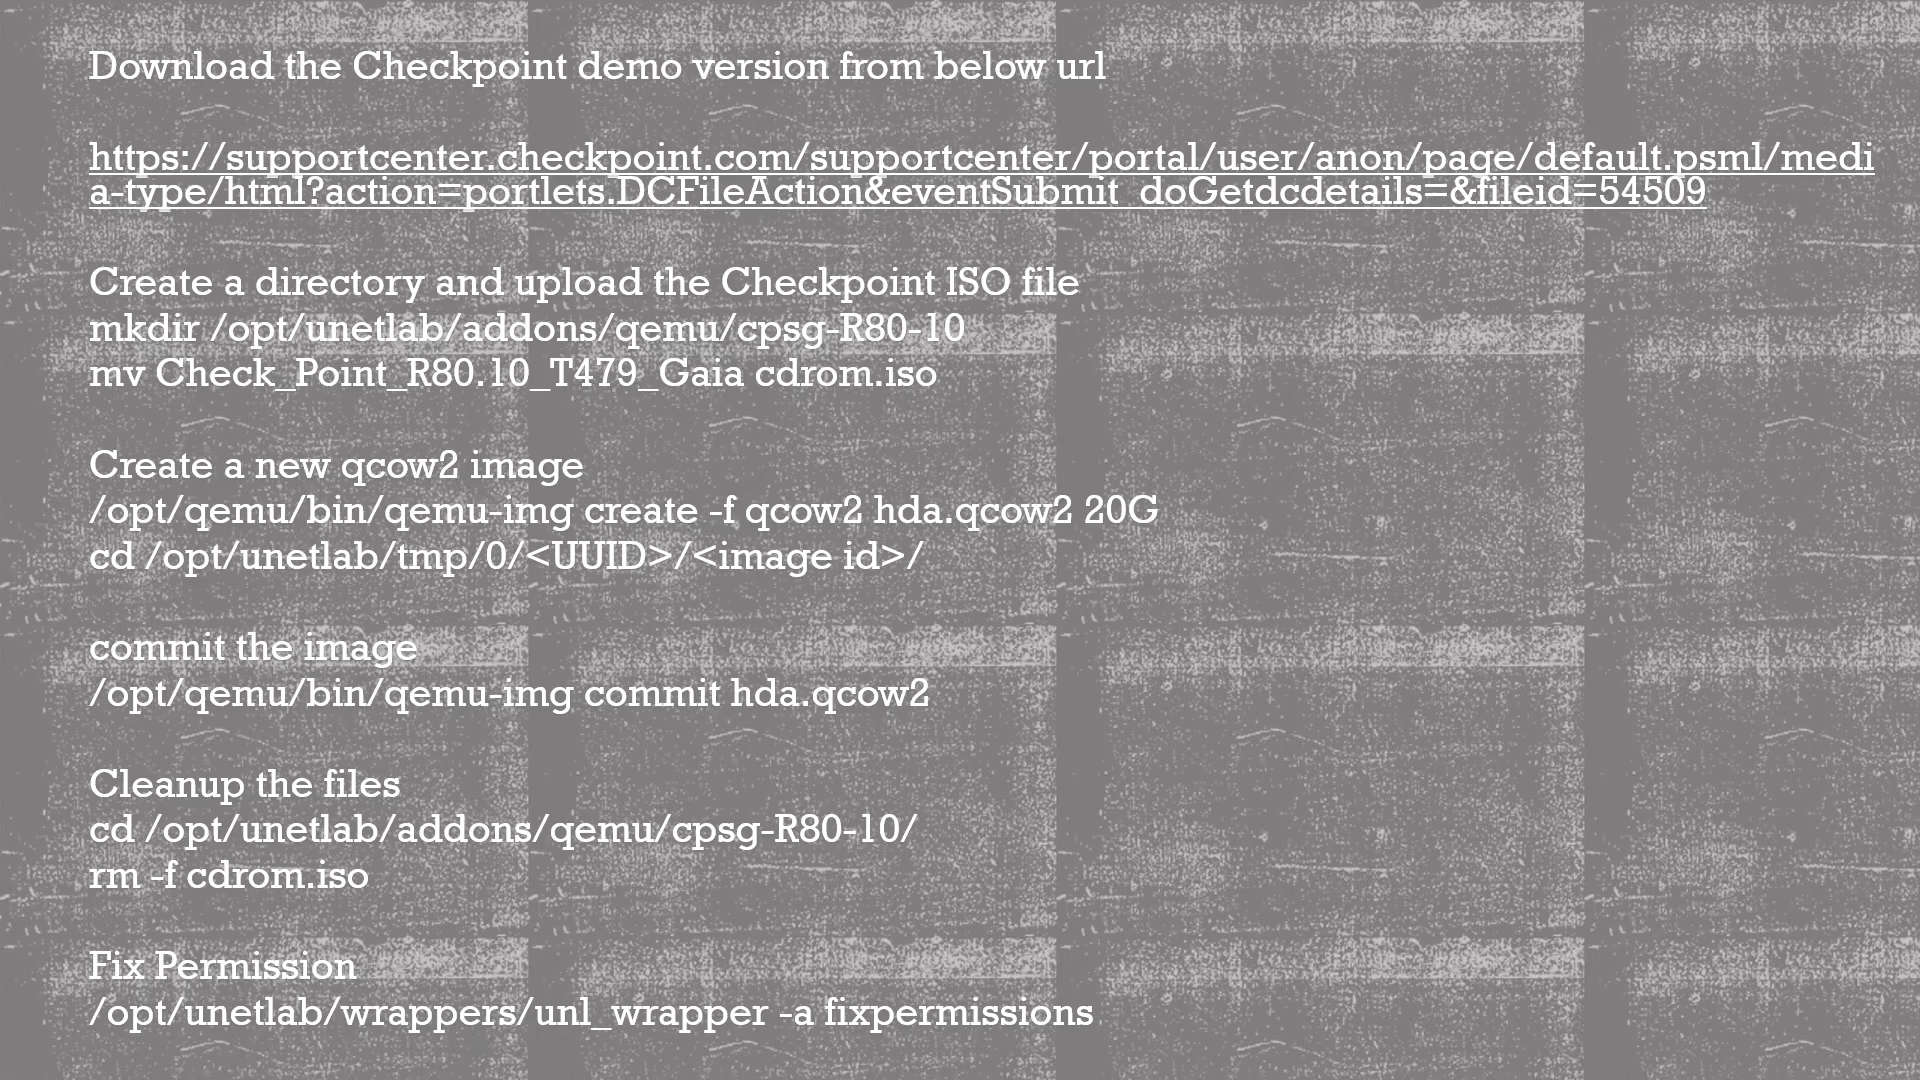 Download the Checkpoint demo version from below url
https://supportcenter.checkpoint.com/supportcenter/portal/user/anon/page/default.psml/medi
a-type/html?action=portlets.DCFileAction&eventSubmit_doGetdcdetails=&fileid=54509
Create a directory and upload the Checkpoint ISO file
mkdir /opt/unetlab/addons/qemu/cpsg-R80-10
mv Check_Point_R80.10_T479_Gaia cdrom.iso
Create a new qcow2 image
/opt/qemu/bin/qemu-img create -f qcow2 hda.qcow2 20G
cd /opt/unetlab/tmp/0/<UUID>/<image id>/
commit the image
/opt/qemu/bin/qemu-img commit hda.qcow2
Cleanup the files
cd /opt/unetlab/addons/qemu/cpsg-R80-10/
rm -f cdrom.iso
Fix Permission
/opt/unetlab/wrappers/unl_wrapper -a fixpermissions